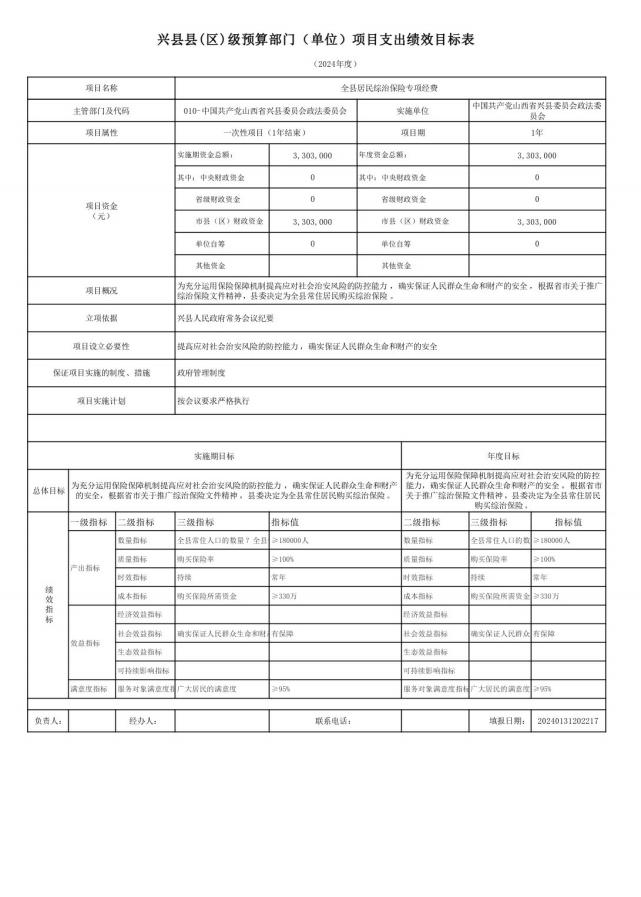 兴县县(区)级预算部门（单位）项目支出绩效目标表
（2024年度）
项目名称 全县居民综治保险专项经费
主管部门及代码 010-中国共产党山西省兴县委员会政法委员会 实施单位 中国共产党山西省兴县委员会政法委
员会
项目属性 一次性项目（1年结束） 项目期 1年
项目资金
（元）
实施期资金总额： 3,303,000 年度资金总额： 3,303,000
其中：中央财政资金 0 其中：中央财政资金 0
省级财政资金 0 省级财政资金 0
市县（区）财政资金 3,303,000 市县（区）财政资金 3,303,000
单位自筹 0 单位自筹 0
其他资金 其他资金
项目概况 为充分运用保险保障机制提高应对社会治安风险的防控能力，确实保证人民群众生命和财产的安全，根据省市关于推广
综治保险文件精神，县委决定为全县常住居民购买综治保险。
立项依据 兴县人民政府常务会议纪要
项目设立必要性 提高应对社会治安风险的防控能力，确实保证人民群众生命和财产的安全
保证项目实施的制度、措施 政府管理制度
项目实施计划 按会议要求严格执行
实施期目标 年度目标
总体目标
为充分运用保险保障机制提高应对社会治安风险的防控能力，确实保证人民群众生命和财产
的安全，根据省市关于推广综治保险文件精神，县委决定为全县常住居民购买综治保险。
为充分运用保险保障机制提高应对社会治安风险的防控
能力，确实保证人民群众生命和财产的安全，根据省市
关于推广综治保险文件精神，县委决定为全县常住居民
购买综治保险。
绩效指标
一级指标 二级指标 三级指标 指标值 二级指标 三级指标 指标值
产出指标
数量指标 全县常住人口的数量？全县 ≥180000人 数量指标 全县常住人口的数 ≥180000人
质量指标 购买保险率 ≥100% 质量指标 购买保险率 ≥100%
时效指标 持续 常年 时效指标 持续 常年
成本指标 购买保险所需资金 ≥330万 成本指标 购买保险所需资金 ≥330万
效益指标
经济效益指标 经济效益指标
社会效益指标 确实保证人民群众生命和财 有保障 社会效益指标 确实保证人民群众 有保障
生态效益指标 生态效益指标
可持续影响指标 可持续影响指标
满意度指标 服务对象满意度指 广大居民的满意度 ≥95% 服务对象满意度指标 广大居民的满意度 ≥95%
负责人： 经办人： 联系电话： 填报日期： 20240131202217